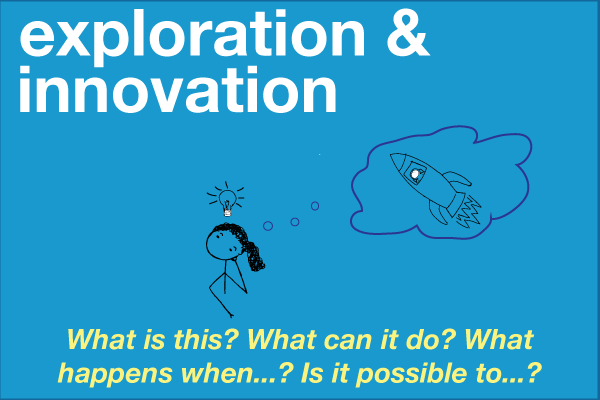 exploration &
innovation
What is this? What can it do? What
happens when...? Is it possible to...?